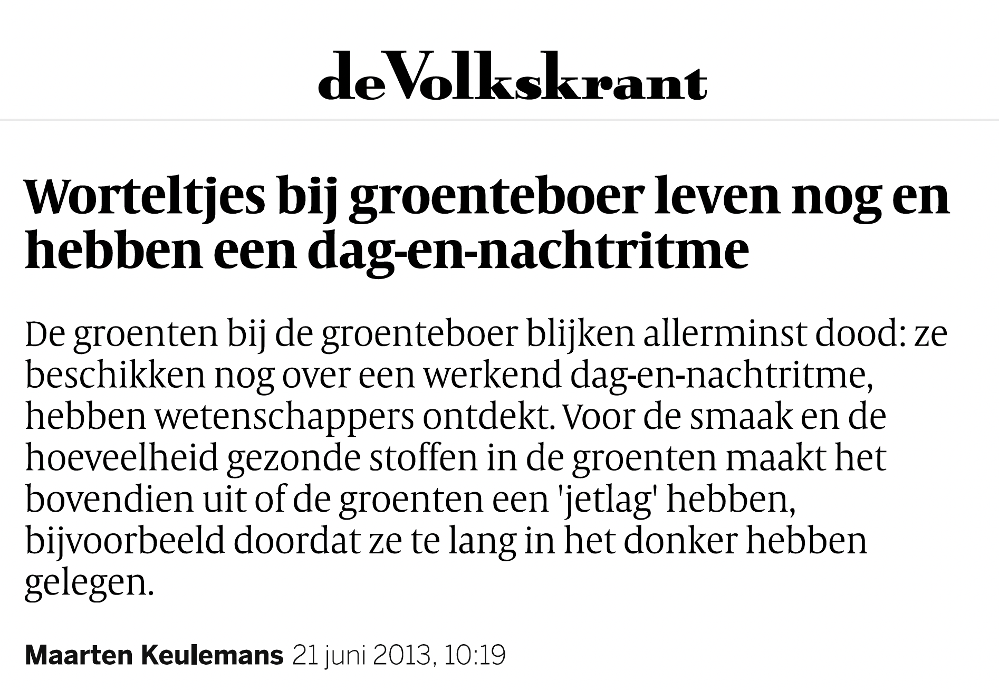 de Volkskrant
Worteltjes bij groenteboer leven nog en
hebben een dag-en-nachtritme
De groenten bij de groenteboer blijken allerminst dood: ze
beschikken nog over een werkend dag-en-nachtritme,
hebben wetenschappers ontdekt. Voor de smaak en de
hoeveelheid gezonde stoffen in de groenten maakt het
bovendien uit of de groenten een 'jetlag' hebben,
bijvoorbeeld doordat ze te lang in het donker hebben
gelegen.
Maarten Keulemans 21 juni 2013, 10:19